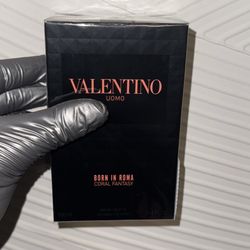 VALENTINO
UOMO
BORN IN ROMA
CORAL FANTASY